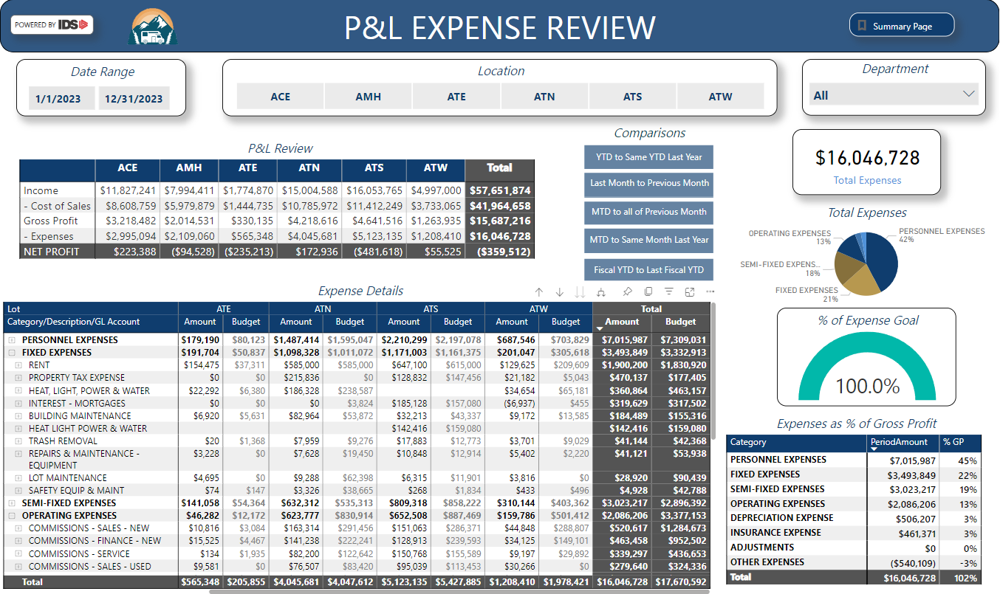 POWERED BY IDS
P&L EXPENSE REVIEW
Summary Page
Date Range
1/1/2023 12/31/2023
Location
ACE AMH ATE ATN ATS ATW
Department
All
P&L Review
ACE AMH ATE ATN ATS ATW Total
Income $11,827,241 $7,994,411 $1,774,870 $15,004,588 $16,053,765 $4,997,000 $57,651,874
- Cost of Sales $8,608,759 $5,979,879 $1,444,735 $10,785,972 $11,412,249 $3,733,065 $41,964,658
Gross Profit $3,218,482 $2,014,531 $330,135 $4,218,616 $4,641,516 $1,263,935 $15,687,216
- Expenses $2,995,094 $2,109,060 $565,348 $4,045,681 $5,123,135 $1,208,410 $16,046,728
NET PROFIT $223,388 ($94,528) ($235,213) $172,936 ($481,618) $55,525 ($359,512)
Comparisons
YTD to Same YTD Last Year
Last Month to Previous Month
MTD to all of Previous Month
MTD to Same Month Last Year
Fiscal YTD to Last Fiscal YTD
$16,046,728
Total Expenses
Total Expenses
OPERATING EXPENSES
13%
PERSONNEL EXPENSES
42%
SEMI-FIXED EXPENS...
18%
FIXED EXPENSES
21%
Expense Details
Lot ATE ATN ATS ATW Total
Category/Description/GL Account Amount Budget Amount Budget Amount Budget Amount Budget Amount Budget
PERSONNEL EXPENSES $179,190 $80,123 $1,487,414 $1,595,047 $2,210,299 $2,197,078 $687,546 $703,829 $7,015,987 $7,309,031
FIXED EXPENSES $191,704 $50,837 $1,098,328 $1,011,072 $1,171,003 $1,161,375 $201,047 $305,618 $3,493,849 $3,332,913
RENT $154,475 $37,311 $585,000 $585,000 $647,100 $615,000 $129,625 $209,609 $1,900,200 $1,830,920
PROPERTY TAX EXPENSE $0 $0 $215,836 $0 $128,832 $147,456 $21,182 $5,043 $470,137 $177,405
HEAT, LIGHT, POWER & WATER $22,292 $6,380 $186,328 $238,587 $34,654 $65,181 $360,864 $463,157
INTEREST - MORTGAGES $0 $0 $0 $3,824 $185,128 $157,080 ($6,937) $455 $319,629 $317,502
BUILDING MAINTENANCE $6,920 $5,631 $82,964 $53,872 $32,213 $43,337 $9,172 $13,585 $184,489 $155,316
HEAT LIGHT POWER & WATER $142,416 $159,080 $142,416 $159,080
TRASH REMOVAL $20 $1,368 $7,959 $9,276 $17,883 $12,773 $3,701 $9,029 $41,144 $42,368
REPAIRS & MAINTENANCE - $3,228 $0 $7,628 $19,450 $10,848 $12,914 $5,402 $2,220 $41,121 $53,938
EQUIPMENT
LOT MAINTENANCE $4,695 $0 $9,288 $62,398 $6,315 $11,901 $3,816 $0 $28,920 $90,439
SAFETY EQUIP & MAINT $74 $147 $3,326 $38,665 $268 $1,834 $433 $496 $4,928 $42,788
SEMI-FIXED EXPENSES $141,058 $54,364 $632,312 $535,313 $809,318 $858,222 $310,144 $403,362 $3,023,217 $2,896,392
OPERATING EXPENSES $46,282 $12,172 $623,777 $830,914 $652,508 $887,469 $159,786 $501,412 $2,086,206 $3,377,153
COMMISSIONS - SALES - NEW $10,816 $3,084 $163,314 $291,456 $151,063 $286,371 $44,848 $288,807 $520,617 $1,284,673
COMMISSIONS - FINANCE - NEW $15,525 $4,467 $141,238 $222,241 $128,913 $239,593 $34,125 $149,101 $463,458 $952,502
COMMISSIONS - SERVICE $134 $1,935 $82,200 $122,642 $150,768 $155,589 $9,197 $29,892 $339,297 $436,653
COMMISSIONS - SALES - USED $9,581 $0 $76,507 $83,420 $95,039 $113,453 $30,266 $0 $279,640 $324,336
Total $565,348 $205,855 $4,045,681 $4,047,612 $5,123,135 $5,427,885 $1,208,410 $1,978,421 $16,046,728 $17,670,592
% of Expense Goal
100.0%
Expenses as % of Gross Profit
Category PeriodAmount % GP
PERSONNEL EXPENSES $7,015,987 45%
FIXED EXPENSES $3,493,849 22%
SEMI-FIXED EXPENSES $3,023,217 19%
OPERATING EXPENSES $2,086,206 13%
DEPRECIATION EXPENSE $506,207 3%
INSURANCE EXPENSE $461,371 3%
ADJUSTMENTS $0 0%
OTHER EXPENSES ($540,109) -3%
Total $16,046,728 102%